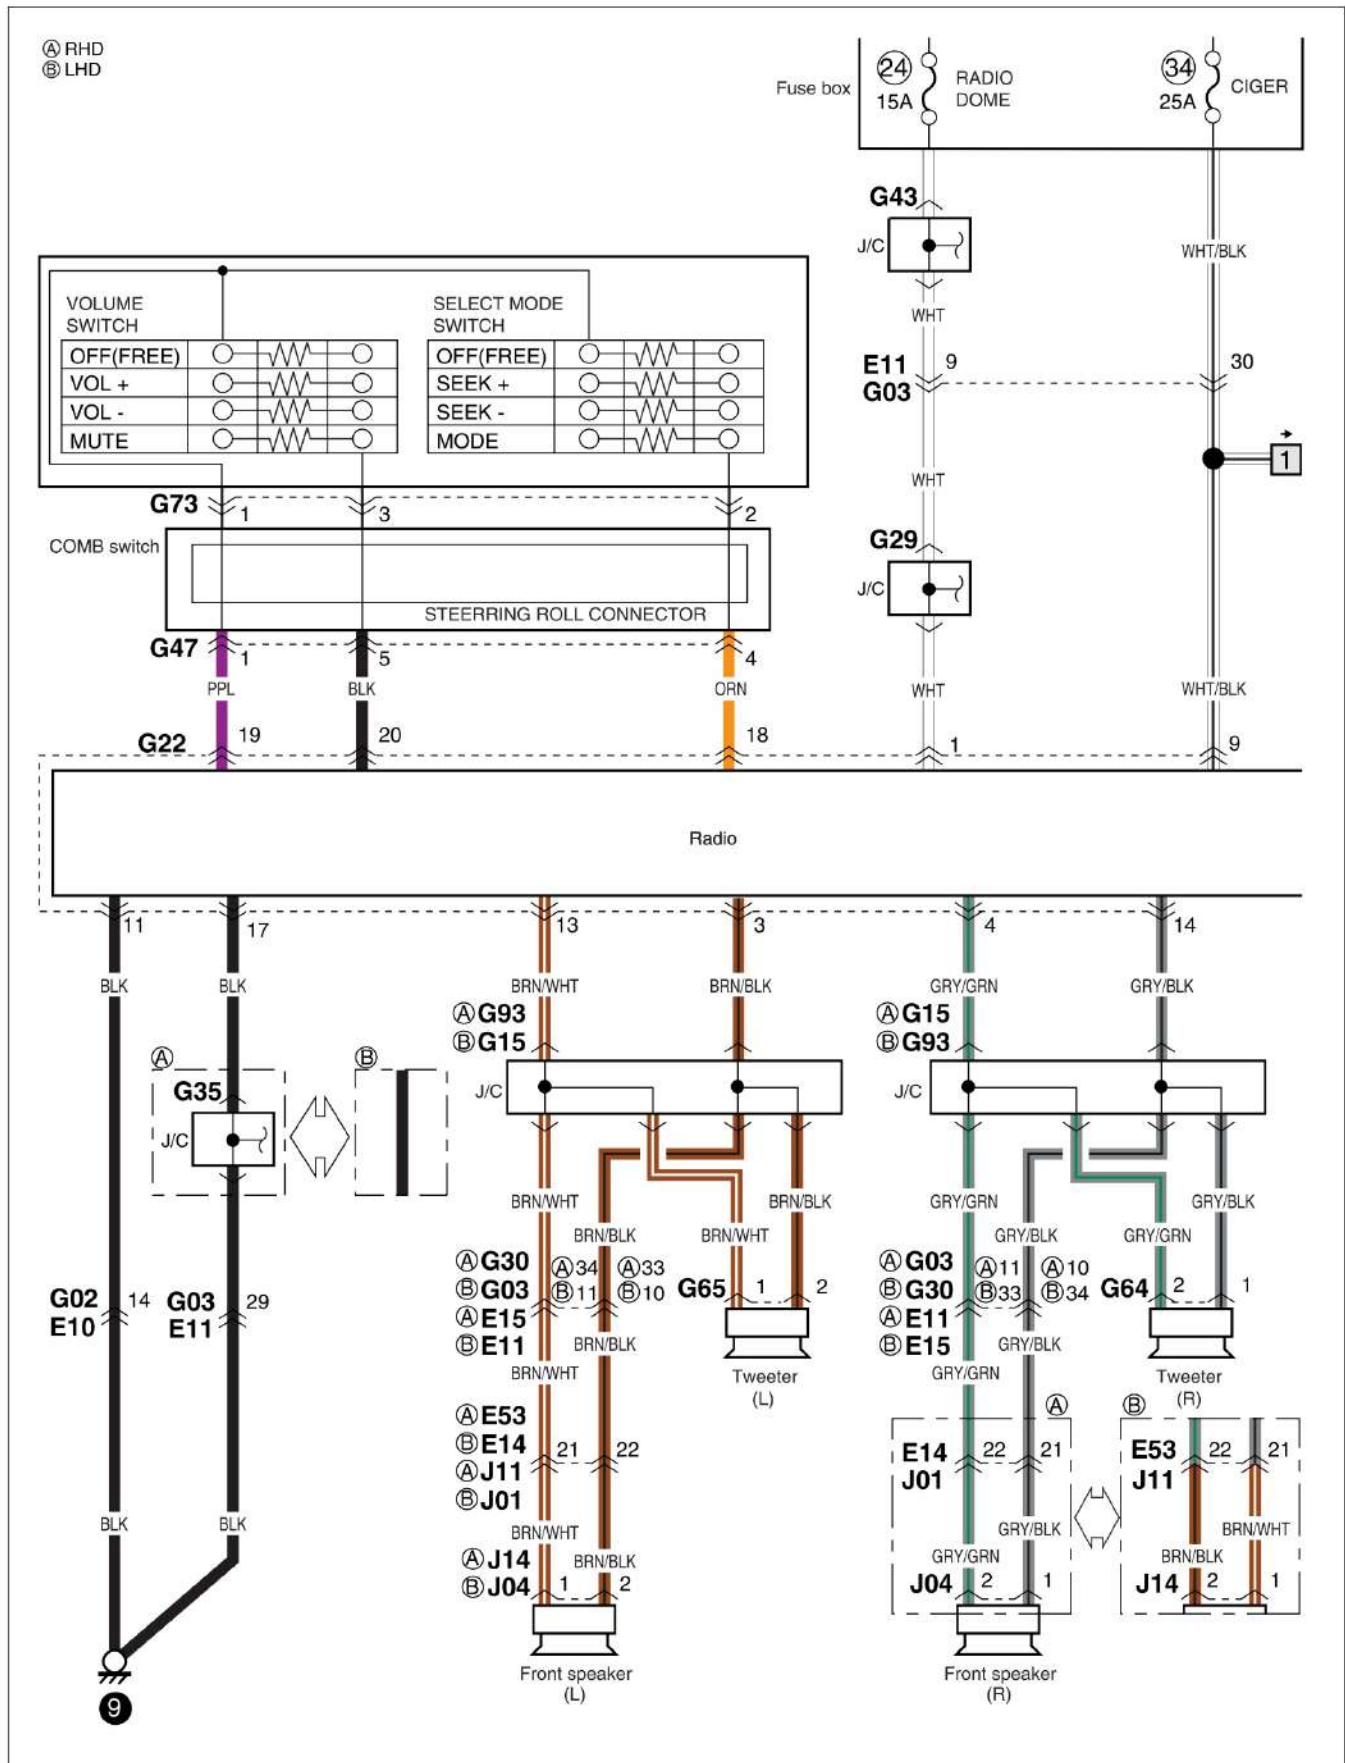 Ⓐ RHD
Ⓑ LHD
Fuse box
24
15A
RADIO
DOME
34
25A
CIGER
G43
J/C
WHT
WHT/BLK
E11 9 30
G03
1
WHT
G29
J/C
WHT
WHT/BLK
VOLUME
SWITCH
OFF(FREE)
VOL +
VOL -
MUTE
SELECT MODE
SWITCH
OFF(FREE)
SEEK +
SEEK -
MODE
G73 1 3 2
COMB switch
STEERRING ROLL CONNECTOR
G47 1 5 4
PPL BLK ORN
G22 19 20 18 1 9
Radio
11 17 13 3 4 14
BLK BLK BRN/WHT BRN/BLK GRY/GRN GRY/BLK
Ⓐ G93 Ⓐ G15
Ⓑ G15 Ⓑ G93
Ⓐ Ⓑ
G35
J/C
J/C
J/C
BRN/WHT BRN/BLK GRY/GRN GRY/BLK
BRN/BLK BRN/WHT GRY/BLK GRY/GRN
Ⓐ G30 Ⓐ 34 Ⓐ 33
Ⓑ G03 Ⓑ 11 Ⓑ 10
Ⓐ E15
Ⓑ E11
G65 1 2
Ⓐ G03 Ⓐ 11 Ⓐ 10
Ⓑ G30 Ⓑ 33 Ⓑ 34
Ⓐ E11
Ⓑ E15
G64 2 1
G02 14 G03 29
E10 E11
BRN/BLK GRY/BLK
BRN/WHT GRY/GRN
Tweeter
(L)
Tweeter
(R)
Ⓐ E53
Ⓑ E14 21 22
Ⓐ J11
Ⓑ J01
Ⓐ Ⓑ
E14 22 21
J01
E53 22 21
J11
BLK BLK
BRN/WHT GRY/BLK BRN/WHT
BRN/BLK GRY/GRN BRN/BLK
Ⓐ J14
Ⓑ J04 1 2
J04 2 1
J14 2 1
Front speaker
(L)
Front speaker
(R)
9